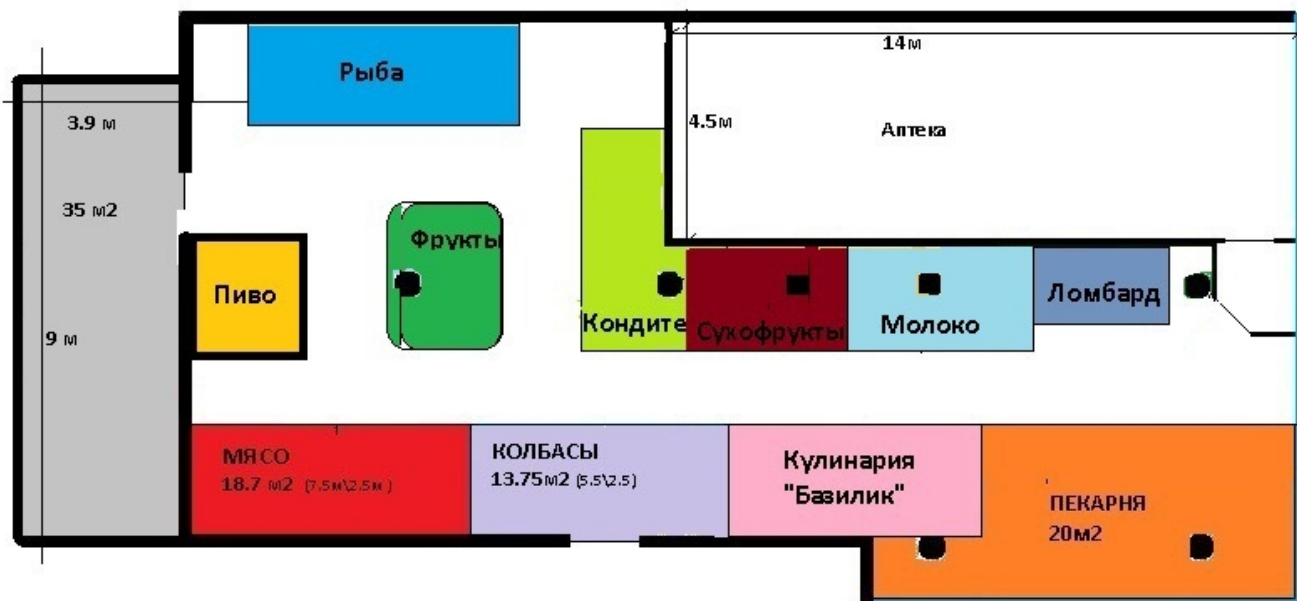 Рыба
14м
3.9 м
4.5м
Аптека
35 м2
Фрукты
Пиво
Ломбард
Кондите
Сухофрукты
Молоко
9 м
МЯСО
18.7 м2 (7.5м\2.5м)
КОЛБАСЫ
13.75м2 (5.5\2.5)
Кулинария
"Базилик"
ПЕКАРНЯ
20м2